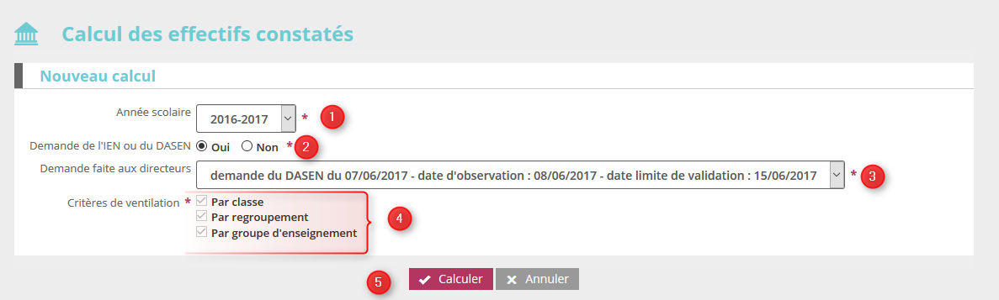 Calcul des effectifs constatés
Nouveau calcul
Année scolaire 2016-2017 * 1
Demande de l'IEN ou du DASEN Oui Non * 2
Demande faite aux directeurs demande du DASEN du 07/06/2017 - date d'observation : 08/06/2017 - date limite de validation : 15/06/2017 * 3
Critères de ventilation * Par classe
Par regroupement 4
Par groupe d'enseignement
5 Calculer Annuler